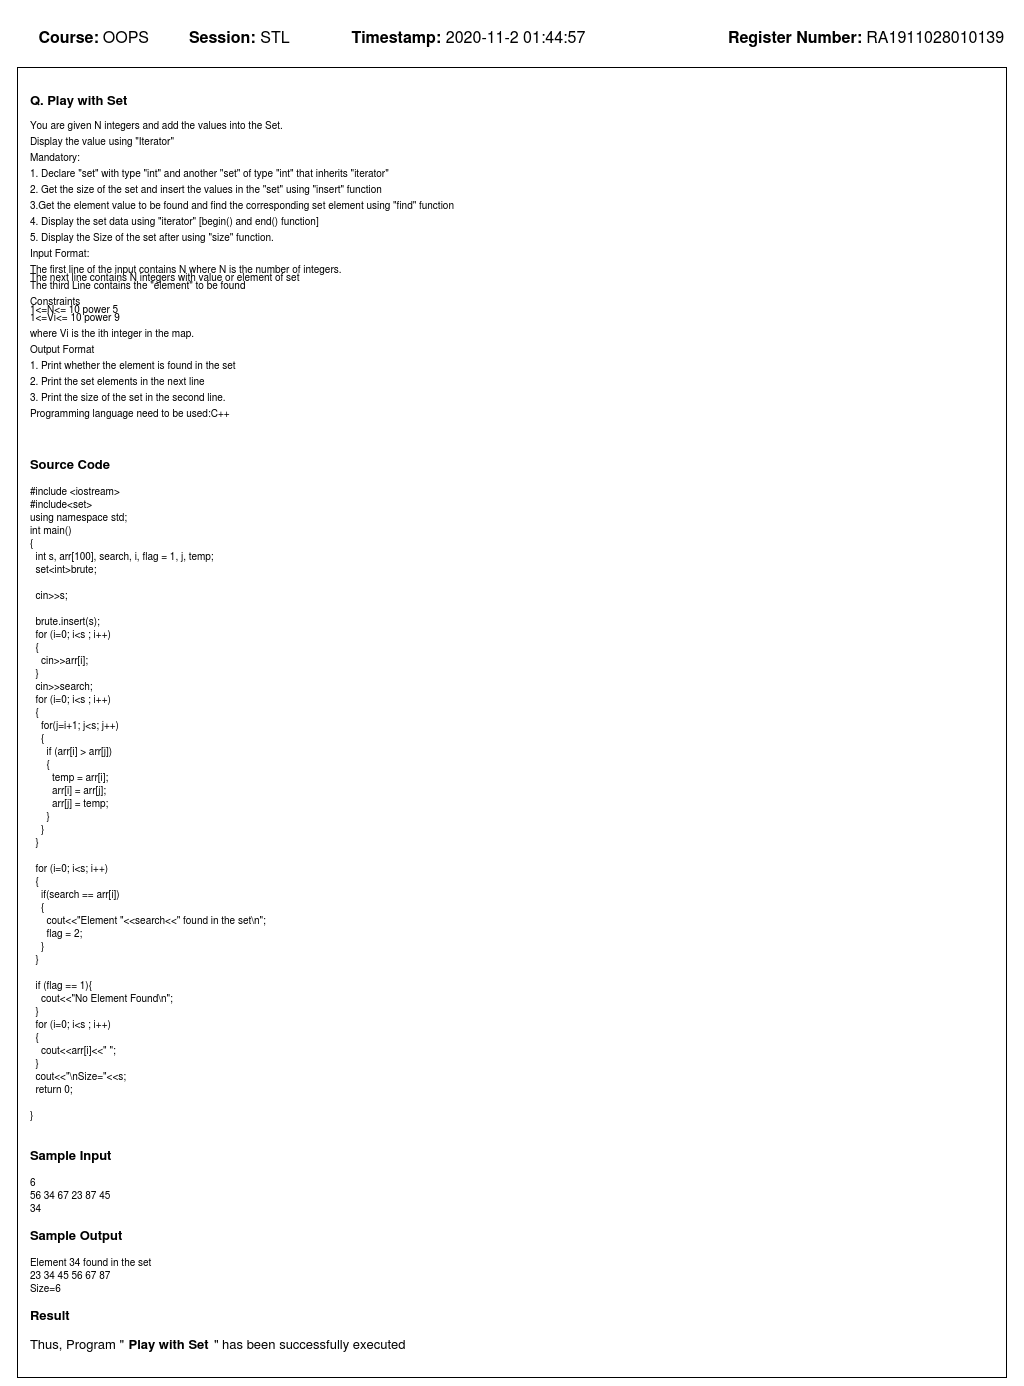 Course: OOPS Session: STL Timestamp: 2020-11-2 01:44:57 Register Number: RA1911028010139
Q. Play with Set
You are given N integers and add the values into the Set.
Display the value using "Iterator"
Mandatory:
1. Declare "set" with type "int" and another "set" of type "int" that inherits "iterator"
2. Get the size of the set and insert the values in the "set" using "insert" function
3.Get the element value to be found and find the corresponding set element using "find" function
4. Display the set data using "iterator" [begin() and end() function]
5. Display the Size of the set after using "size" function.
Input Format:
The first line of the input contains N where N is the number of integers.
The next line contains N integers with value or element of set
The third Line contains the "element" to be found
Constraints
1<=N<= 10 power 5
1<=Vi<= 10 power 9
where Vi is the ith integer in the map.
Output Format
1. Print whether the element is found in the set
2. Print the set elements in the next line
3. Print the size of the set in the second line.
Programming language need to be used:C++
Source Code
#include <iostream>
#include<set>
using namespace std;
int main()
{
  int s, arr[100], search, i, flag = 1, j, temp;
  set<int>brute;
  cin>>s;
  brute.insert(s);
  for (i=0; i<s ; i++)
  {
    cin>>arr[i];
  }
  cin>>search;
  for (i=0; i<s ; i++)
  {
    for(j=i+1; j<s; j++)
    {
      if (arr[i] > arr[j])
      {
        temp = arr[i];
        arr[i] = arr[j];
        arr[j] = temp;
      }
    }
  }
  for (i=0; i<s; i++)
  {
    if(search == arr[i])
    {
      cout<<"Element "<<search<<" found in the set\n";
      flag = 2;
    }
  }
  if (flag == 1){
    cout<<"No Element Found\n";
  }
  for (i=0; i<s ; i++)
  {
    cout<<arr[i]<<" ";
  }
  cout<<"\nSize="<<s;
  return 0;
}
Sample Input
6
56 34 67 23 87 45
34
Sample Output
Element 34 found in the set
23 34 45 56 67 87
Size=6
Result
Thus, Program " Play with Set " has been successfully executed